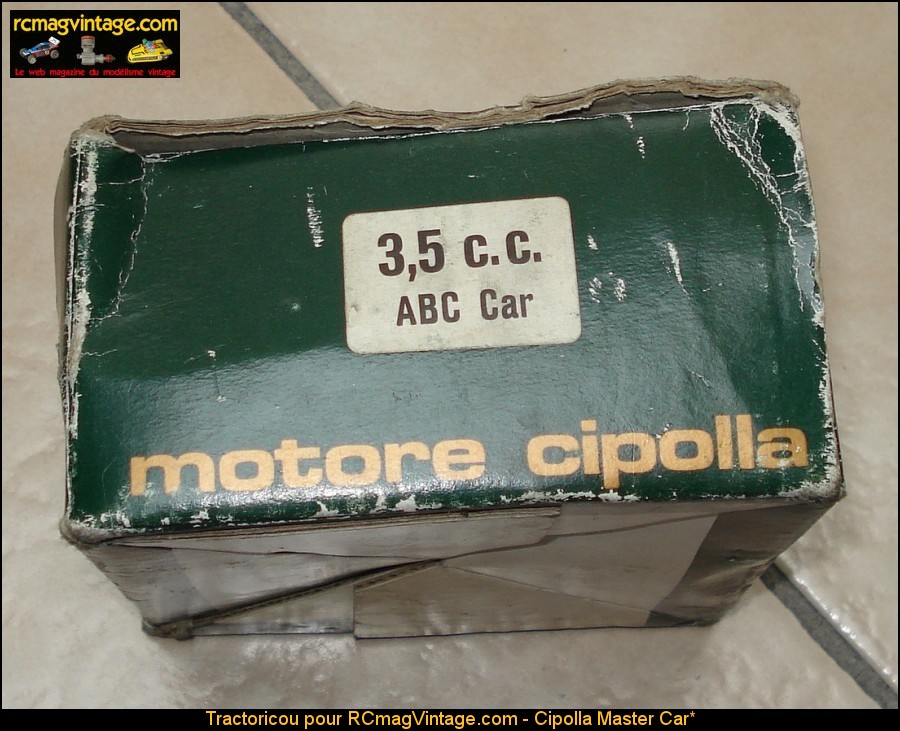 rcmagvintage.com
Le web magazine du modélisme vintage
3,5 c.c.
ABC Car
motore cipolla
Tractoricou pour RCmagVintage.com - Cipolla Master Car*